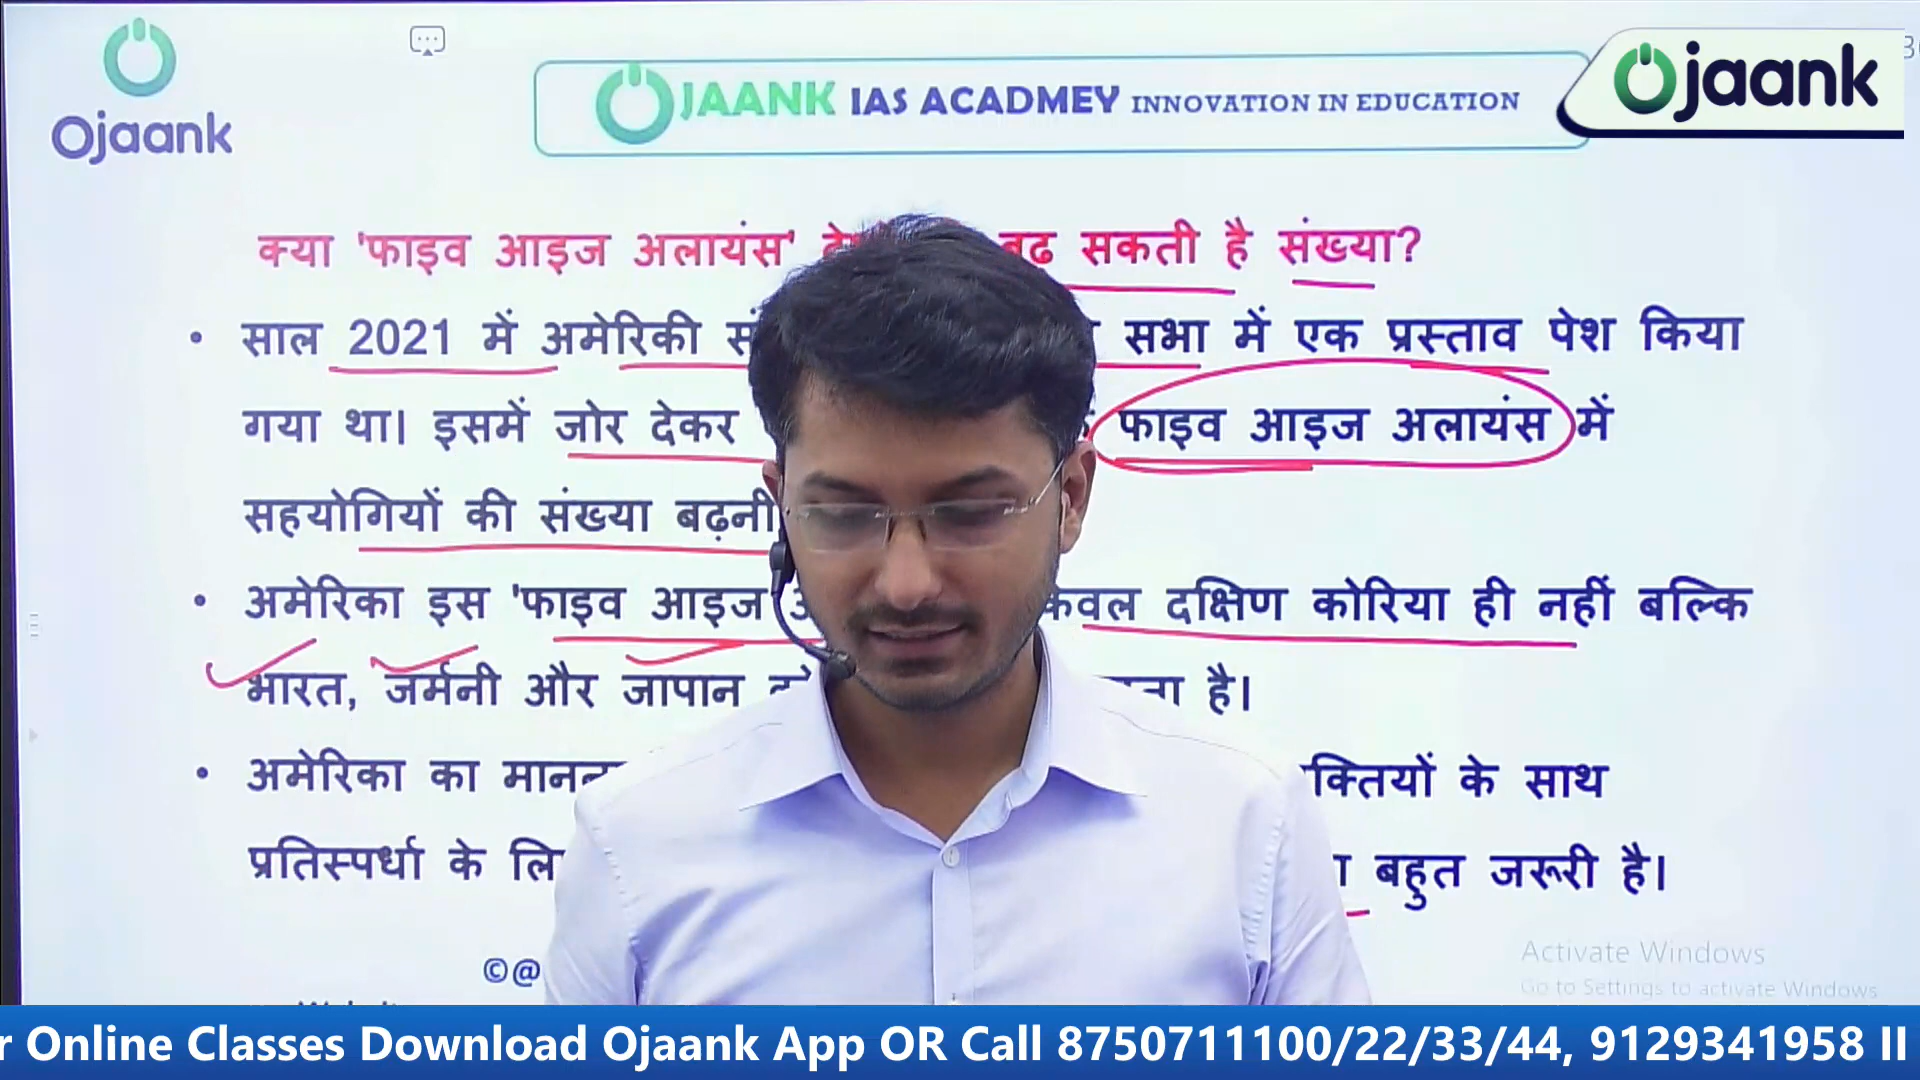 Ojaank
JAANK IAS ACADMEY INNOVATION IN EDUCATION
Ojaank
क्या 'फाइव आइज अलायंस' सकती है संख्या?
• साल 2021 में अमेरिकी सभा में एक प्रस्ताव पेश किया
गया था। इसमें जोर देकर फाइव आइज अलायंस में
सहयोगियों की संख्या बढ़नी
• अमेरिका इस 'फाइव आइज केवल दक्षिण कोरिया ही नहीं बल्कि
भारत, जर्मनी और जापान है।
• अमेरिका का के साथ
प्रतिस्पर्धा के बहुत जरूरी है।
©@
Activate Windows
Go to Settings to activate Windows
Online Classes Download Ojaank App OR Call 8750711100/22/33/44, 9129341958 II